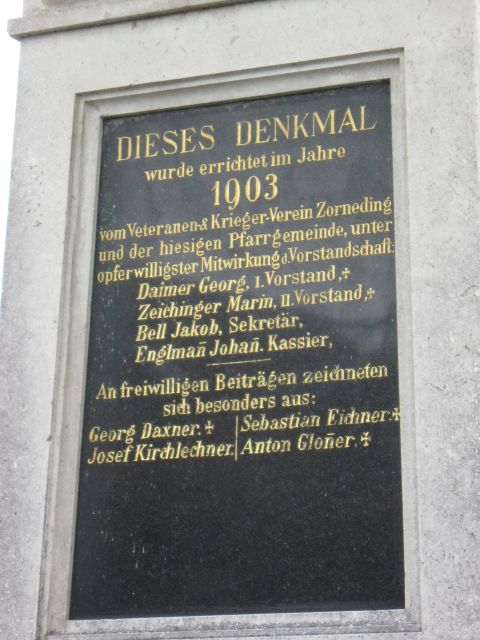 DIESES DENKMAL
wurde errichtet im Jahre
1903
vom Veteranen-& Krieger-Verein Zorneding
und der hiesigen Pfarrgemeinde, unter
opferwilligster Mitwirkung d. Vorstandschaft:
Daimer Georg, I. Vorstand, ✠
Zeichinger Marin, II. Vorstand, ✠
Bell Jakob, Sekretär,
Englmañ Johañ. Kassier,
An freiwilligen Beiträgen zeichneten
sich besonders aus:
Georg Daxner. ✠ | Sebastian Eichner. ✠
Josef Kirchlechner. | Anton Gloñer. ✠